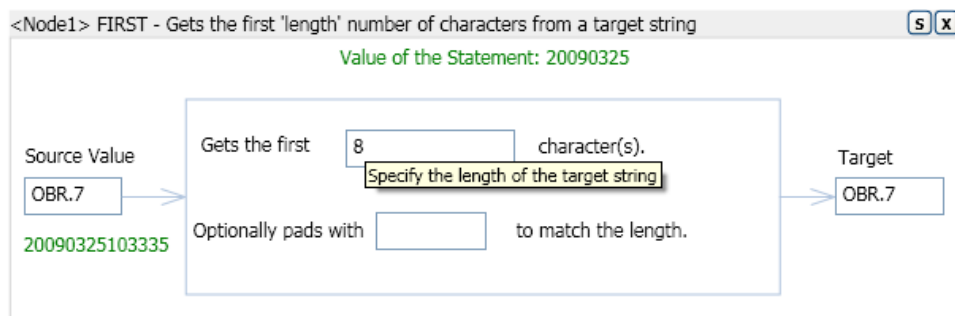 <Node1> FIRST - Gets the first 'length' number of characters from a target string
S X
Value of the Statement: 20090325
Gets the first 8 character(s).
Source Value
Target
Specify the length of the target string
OBR.7
OBR.7
Optionally pads with to match the length.
20090325103335